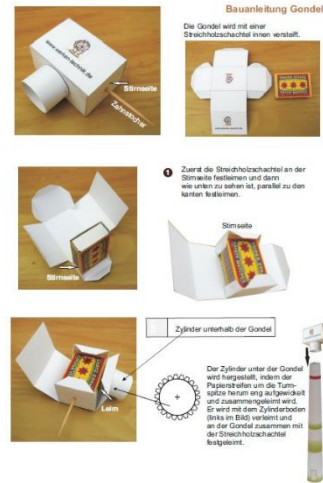 Bauanleitung Gondel
Die Gondel wird mit einer
Streichholzschachtel innen versteift.
Stirnseite
Zahnstocher
1
Zuerst die Streichholzschachtel an der
Stirnseite festleimen und dann
wie unten zu sehen ist, parallel zu den
kanten festleimen.
Stirnseite
Stirnseite
Zylinder unterhalb der Gondel
Leim
Der Zylinder unter der Gondel
wird hergestellt, indem der
Papierstreifen um die Turm-
spitze herum eng aufgewickelt
und zusammengeleimt wird.
Er wird mit dem Zylinderboden
(links im Bild) verleimt und
an der Gondel zusammen mit
der Streichholzschachtel
festgeleimt.